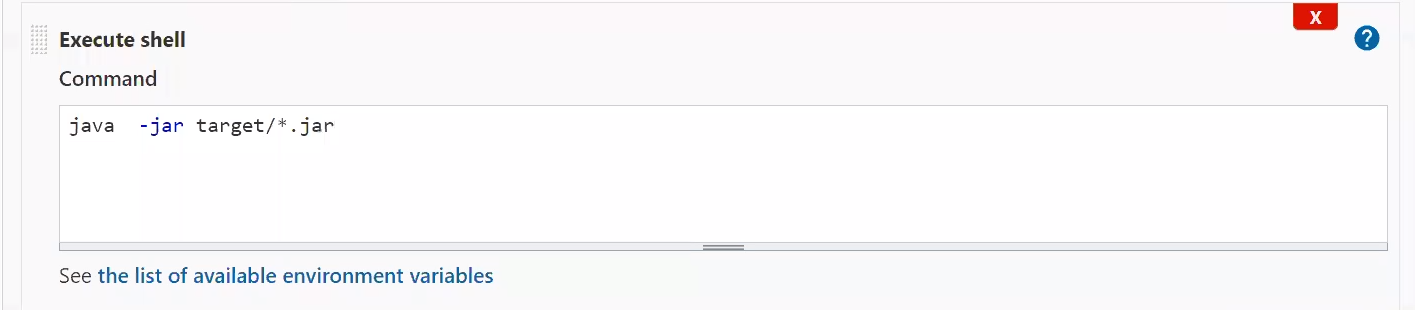 X
Execute shell
?
Command
java  -jar target/*.jar
See the list of available environment variables